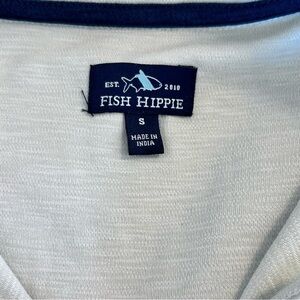 EST. 2010
FISH HIPPIE
S
MADE IN
INDIA